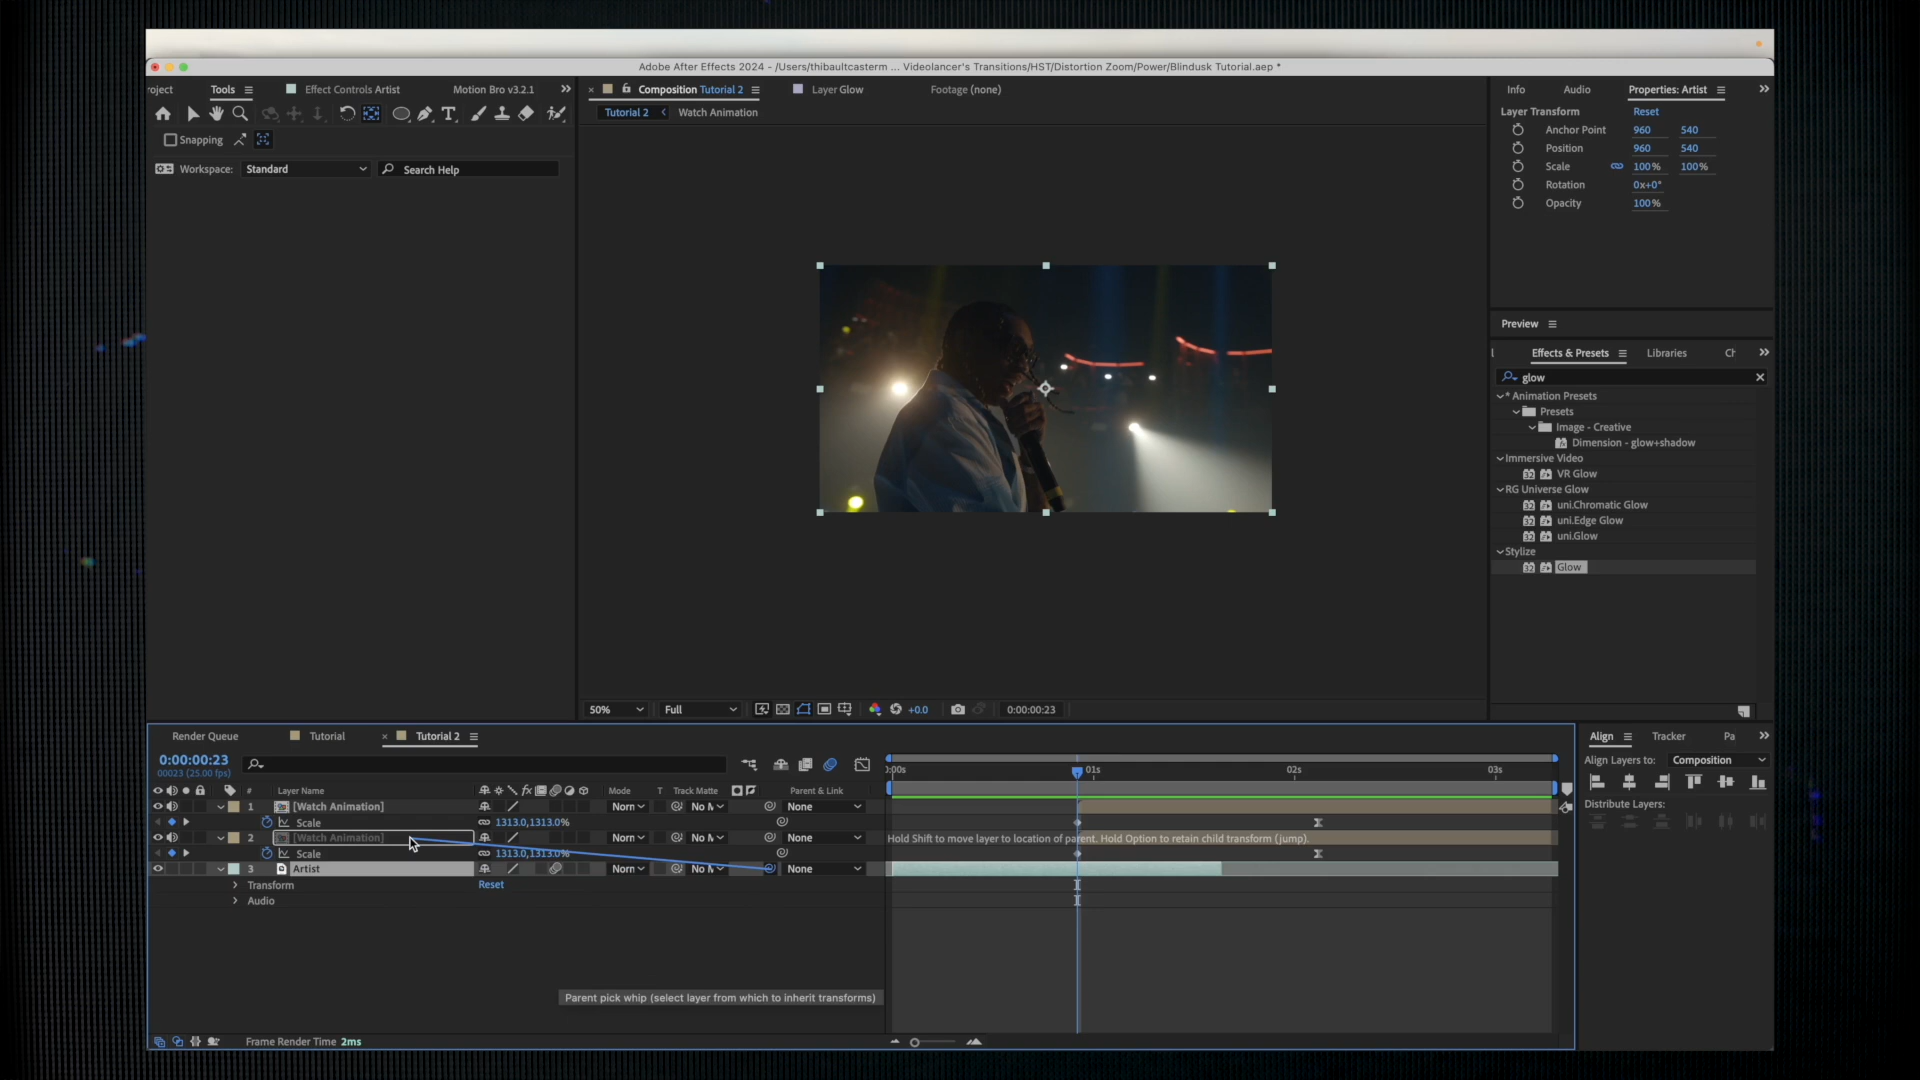 Adobe After Effects 2024 - /Users/thibaultcasterm ... Videolancer's Transitions/HST/Distortion Zoom/Power/Blindusk Tutorial.aep *
roject Tools Effect Controls Artist Motion Bro v3.2.1
Composition Tutorial 2 Layer Glow Footage (none)
Info Audio Properties: Artist
Tutorial 2 Watch Animation
Layer Transform Reset
Anchor Point 960 540
Snapping
Position 960 540
Workspace: Standard Search Help
Scale 100% 100%
Rotation 0x+0°
Opacity 100%
Preview
Effects & Presets Libraries
glow
* Animation Presets
Presets
Image - Creative
Dimension - glow+shadow
Immersive Video
VR Glow
RG Universe Glow
uni.Chromatic Glow
uni.Edge Glow
uni.Glow
Stylize
Glow
50% Full +0.0 0:00:00:23
Render Queue Tutorial Tutorial 2
Align Tracker Pa
0:00:00:23
00023 (25.00 fps)
Align Layers to: Composition
:00s 01s 02s 03s
# Layer Name fx Mode T Track Matte Parent & Link
Distribute Layers:
1 [Watch Animation] Norm No M None
Scale 1313.0,1313.0%
2 [Watch Animation] Norm No M None
Hold Shift to move layer to location of parent. Hold Option to retain child transform (jump).
Scale 1313.0,1313.0%
3 Artist Norm No M None
Transform Reset
Audio
Parent pick whip (select layer from which to inherit transforms)
Frame Render Time 2ms